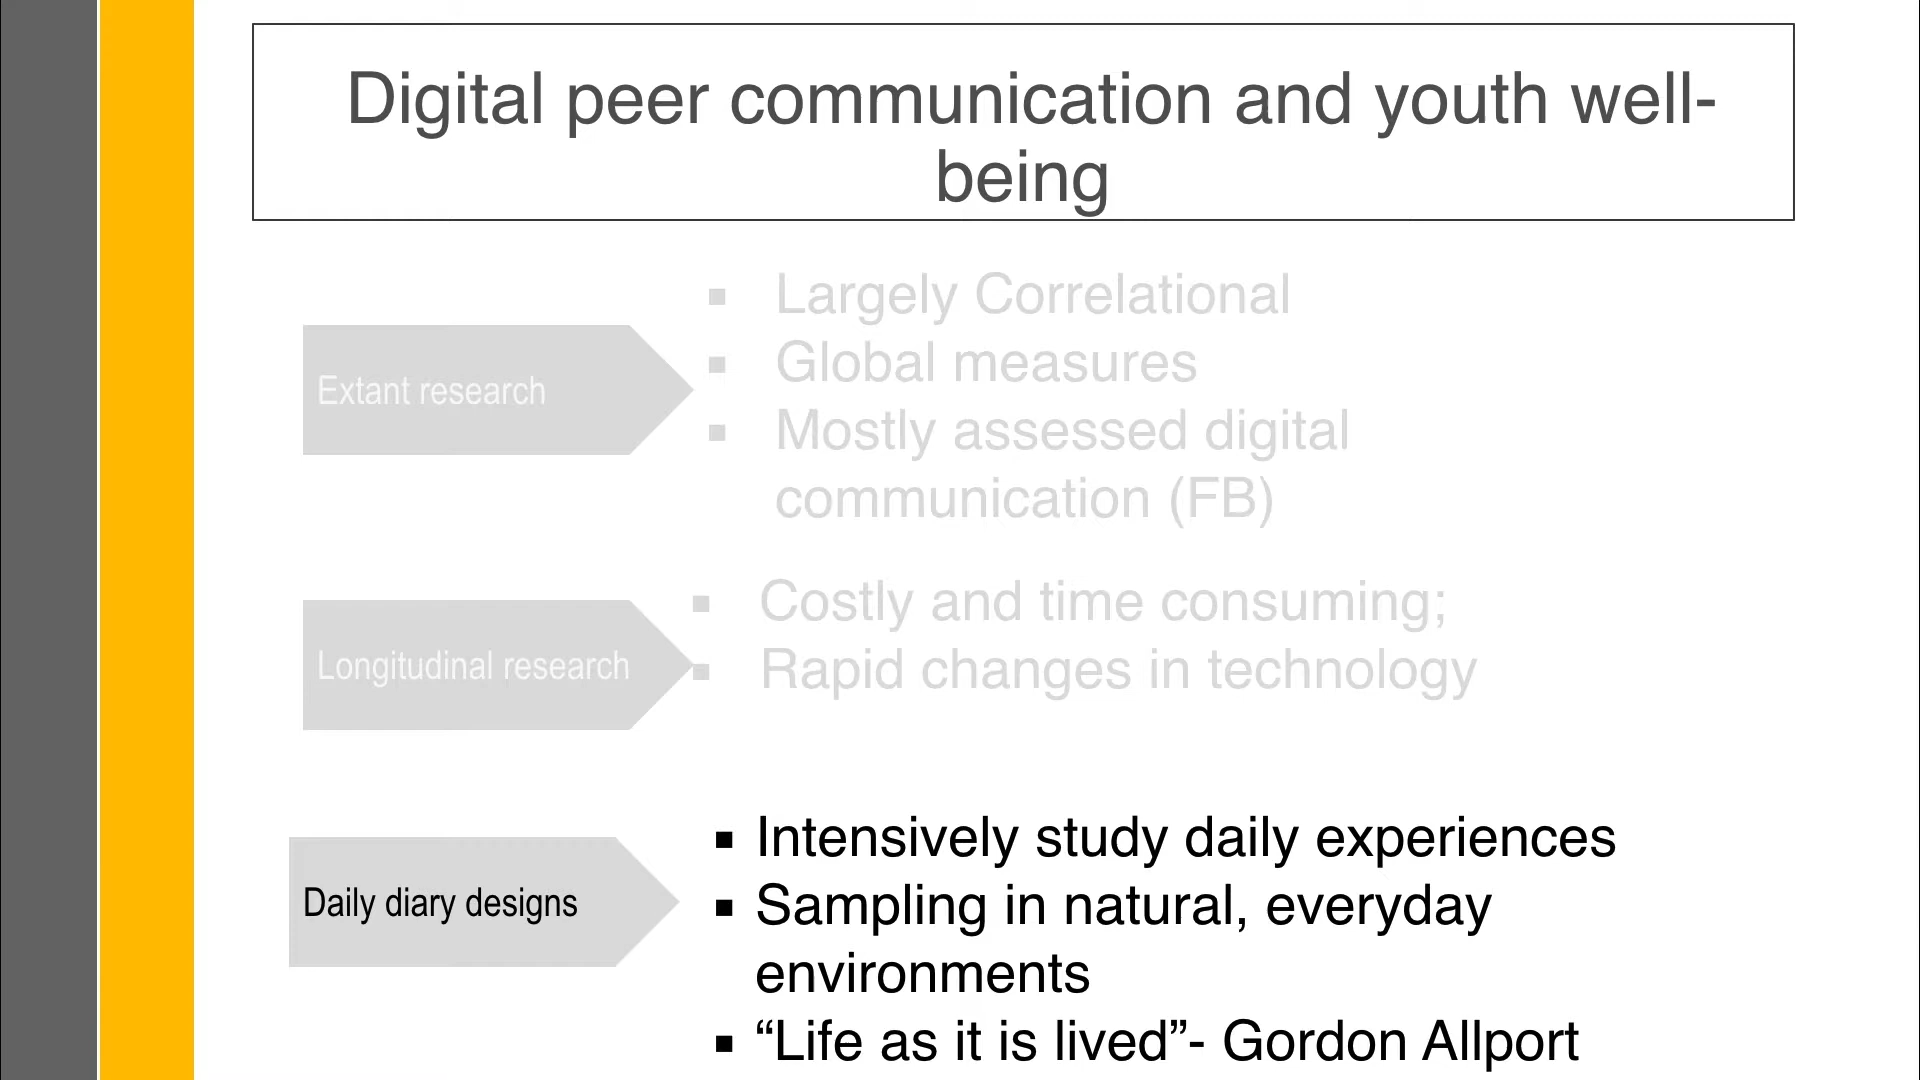 Digital peer communication and youth well-
being
Extant research
▪ Largely Correlational
▪ Global measures
▪ Mostly assessed digital
communication (FB)
Longitudinal research
▪ Costly and time consuming;
▪ Rapid changes in technology
Daily diary designs
▪ Intensively study daily experiences
▪ Sampling in natural, everyday
environments
▪ “Life as it is lived”- Gordon Allport